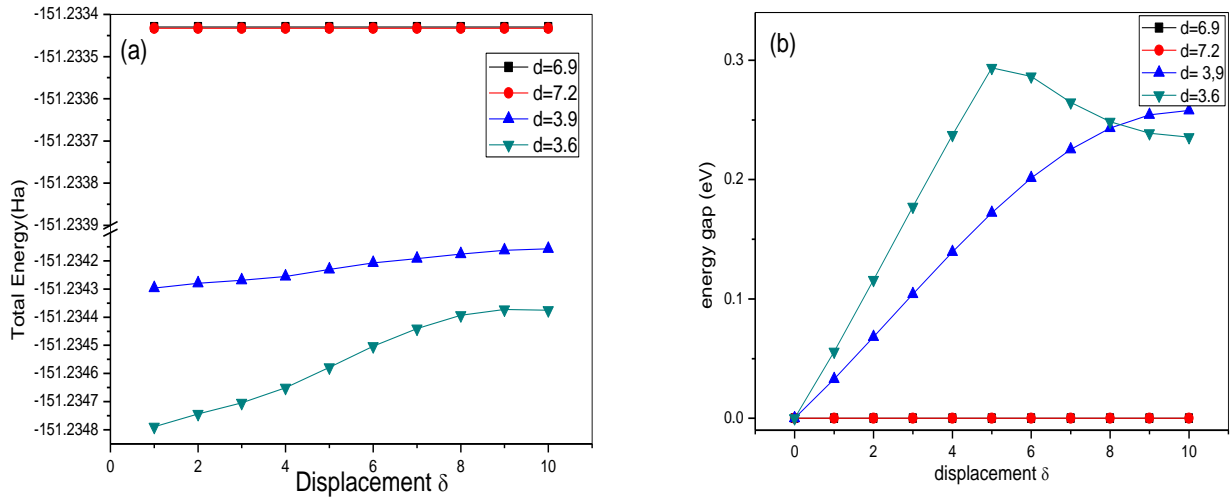 (a)
-151.2334
-151.2335
-151.2336
-151.2337
-151.2338
-151.2339
-151.2342
-151.2343
-151.2344
-151.2345
-151.2346
-151.2347
-151.2348
Total Energy(Ha)
d=6.9
d=7.2
d=3.9
d=3.6
0 2 4 6 8 10
Displacement δ
(b)
0.3
0.2
0.1
0.0
energy gap (eV)
d=6.9
d=7.2
d= 3,9
d=3.6
0 2 4 6 8 10
displacement δ